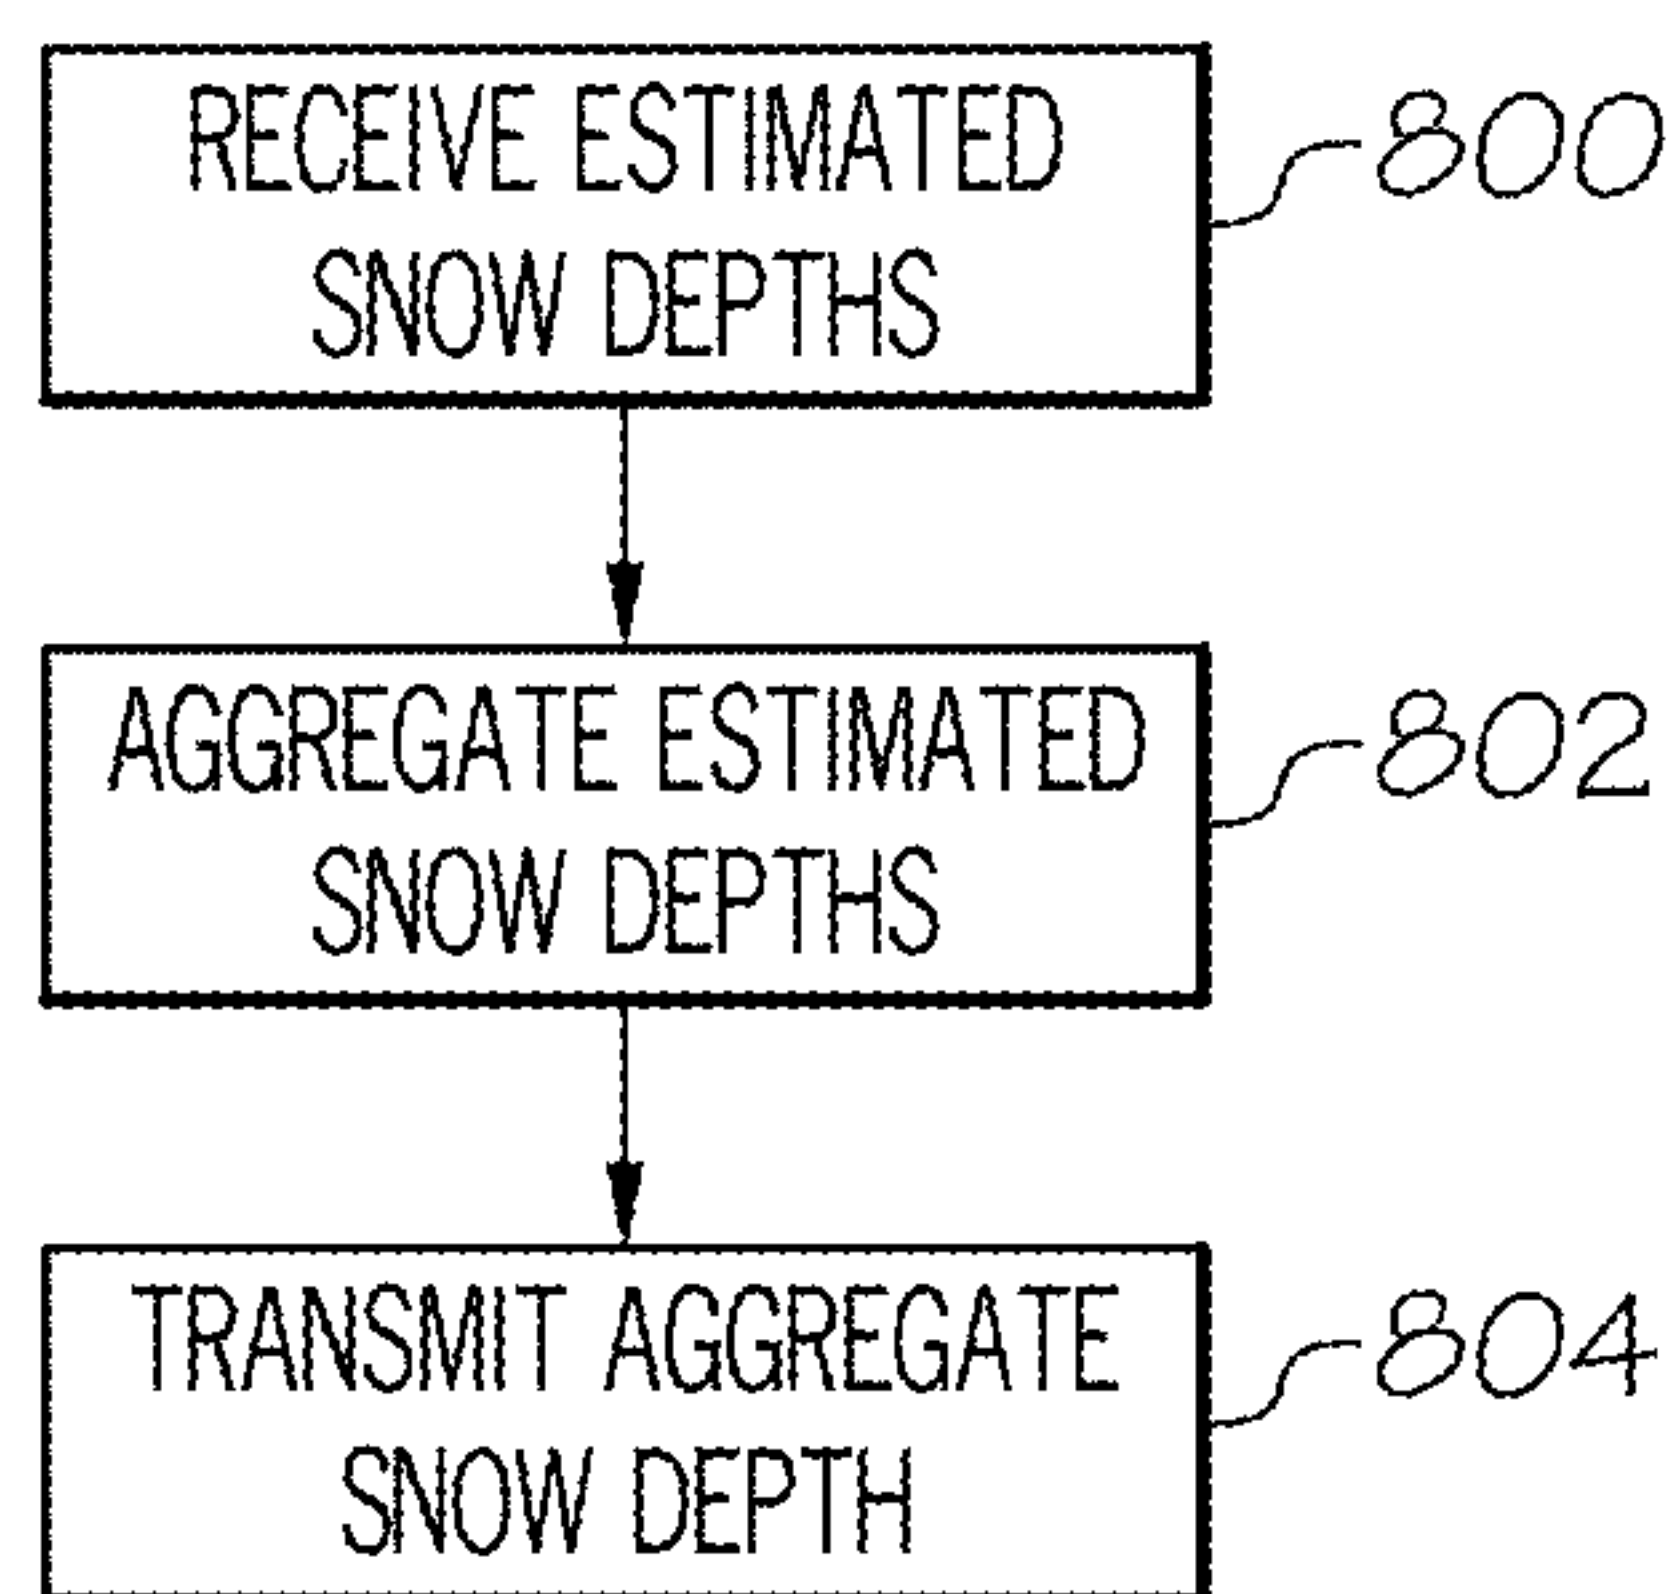 RECEIVE ESTIMATED
SNOW DEPTHS
800
AGGREGATE ESTIMATED
SNOW DEPTHS
802
TRANSMIT AGGREGATE
SNOW DEPTH
804